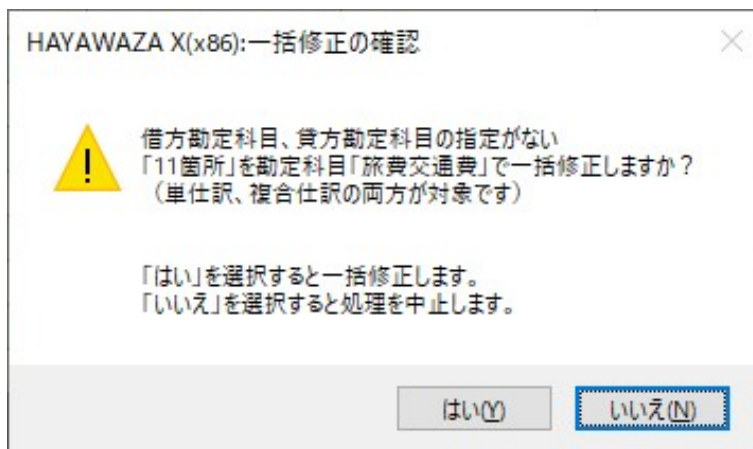 HAYAWAZA X(x86):一括修正の確認
借方勘定科目、貸方勘定科目の指定がない
「11箇所」を勘定科目「旅費交通費」で一括修正しますか？
（単仕訳、複合仕訳の両方が対象です）
「はい」を選択すると一括修正します。
「いいえ」を選択すると処理を中止します。
はい(Y) いいえ(N)